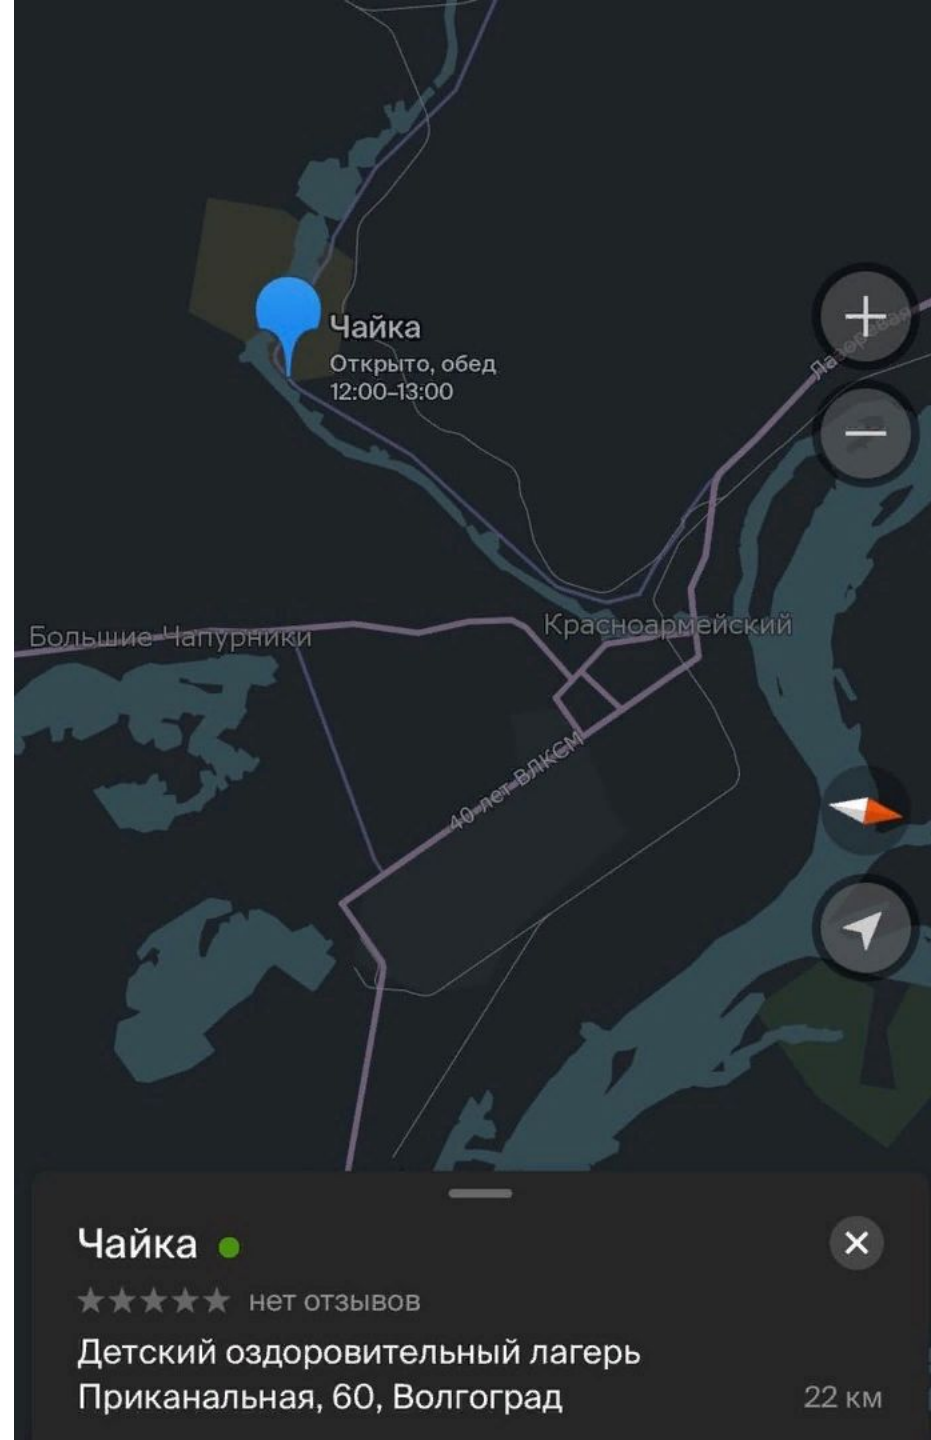 Лазоревая
Чайка
Открыто, обед
12:00–13:00
Большие Чапурники
Красноармейский
40 лет ВЛКСМ
Чайка
нет отзывов
Детский оздоровительный лагерь
Приканальная, 60, Волгоград
22 км